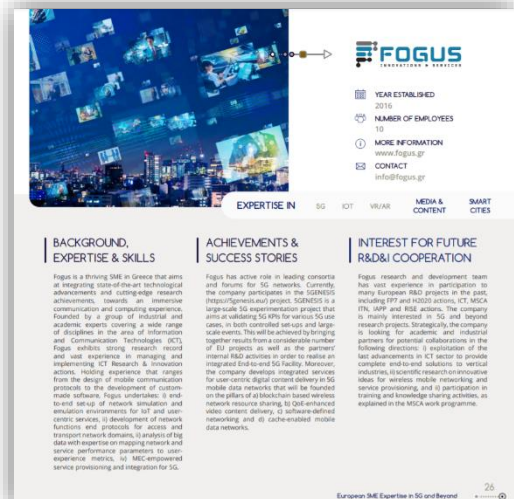 FOGUS
INNOVATIONS & SERVICES
YEAR ESTABLISHED
2016
NUMBER OF EMPLOYEES
10
MORE INFORMATION
www.fogus.gr
CONTACT
info@fogus.gr
EXPERTISE IN
5G
IOT
VR/AR
MEDIA &
CONTENT
SMART
CITIES
BACKGROUND,
EXPERTISE & SKILLS
Fogus is a thriving SME in Greece that aims
at integrating state-of-the-art technological
advancements and cutting-edge research
achievements, towards an immersive
communication and computing experience.
Founded by a group of industrial and
academic experts covering a wide range
of disciplines in the area of Information
and Communication Technologies (ICT),
Fogus exhibits strong research record
and vast experience in managing and
implementing ICT Research & Innovation
actions. Holding experience that ranges
from the design of mobile communication
protocols to the development of custom-
made software, Fogus undertakes: i) end-
to-end set-up of network simulation and
emulation environments for IoT and user-
centric services, ii) development of network
functions end protocols for access and
transport network domains, iii) analysis of big
data with expertise on mapping network and
service performance parameters to user-
experience metrics, iv) MEC-empowered
service provisioning and integration for 5G.
ACHIEVEMENTS &
SUCCESS STORIES
Fogus has active role in leading consortia
and forums for 5G networks. Currently,
the company participates in the 5GENESIS
(https://5genesis.eu/) project. 5GENESIS is a
large-scale 5G experimentation project that
aims at validating 5G KPIs for various 5G use
cases, in both controlled set-ups and large-
scale events. This will be achieved by bringing
together results from a considerable number
of EU projects as well as the partners'
internal R&D activities in order to realise an
integrated End-to-end 5G Facility. Moreover,
the company develops integrated services
for user-centric digital content delivery in 5G
mobile data networks that will be founded
on the pillars of a) blockchain based wireless
network resource sharing, b) QoE-enhanced
video content delivery, c) software-defined
networking and d) cache-enabled mobile
data networks.
INTEREST FOR FUTURE
R&D&I COOPERATION
Fogus research and development team
has vast experience in participation to
many European R&D projects in the past,
including FP7 and H2020 actions, ICT, MSCA
ITN, IAPP and RISE actions. The company
is mainly interested in 5G and beyond
research projects. Strategically, the company
is looking for academic and industrial
partners for potential collaborations in the
following directions: i) exploitation of the
last advancements in ICT sector to provide
complete end-to-end solutions to vertical
industries, ii) scientific research on innovative
ideas for wireless mobile networking and
service provisioning, and ii) participation in
training and knowledge sharing activities, as
explained in the MSCA work programme.
26
European SME Expertise in 5G and Beyond